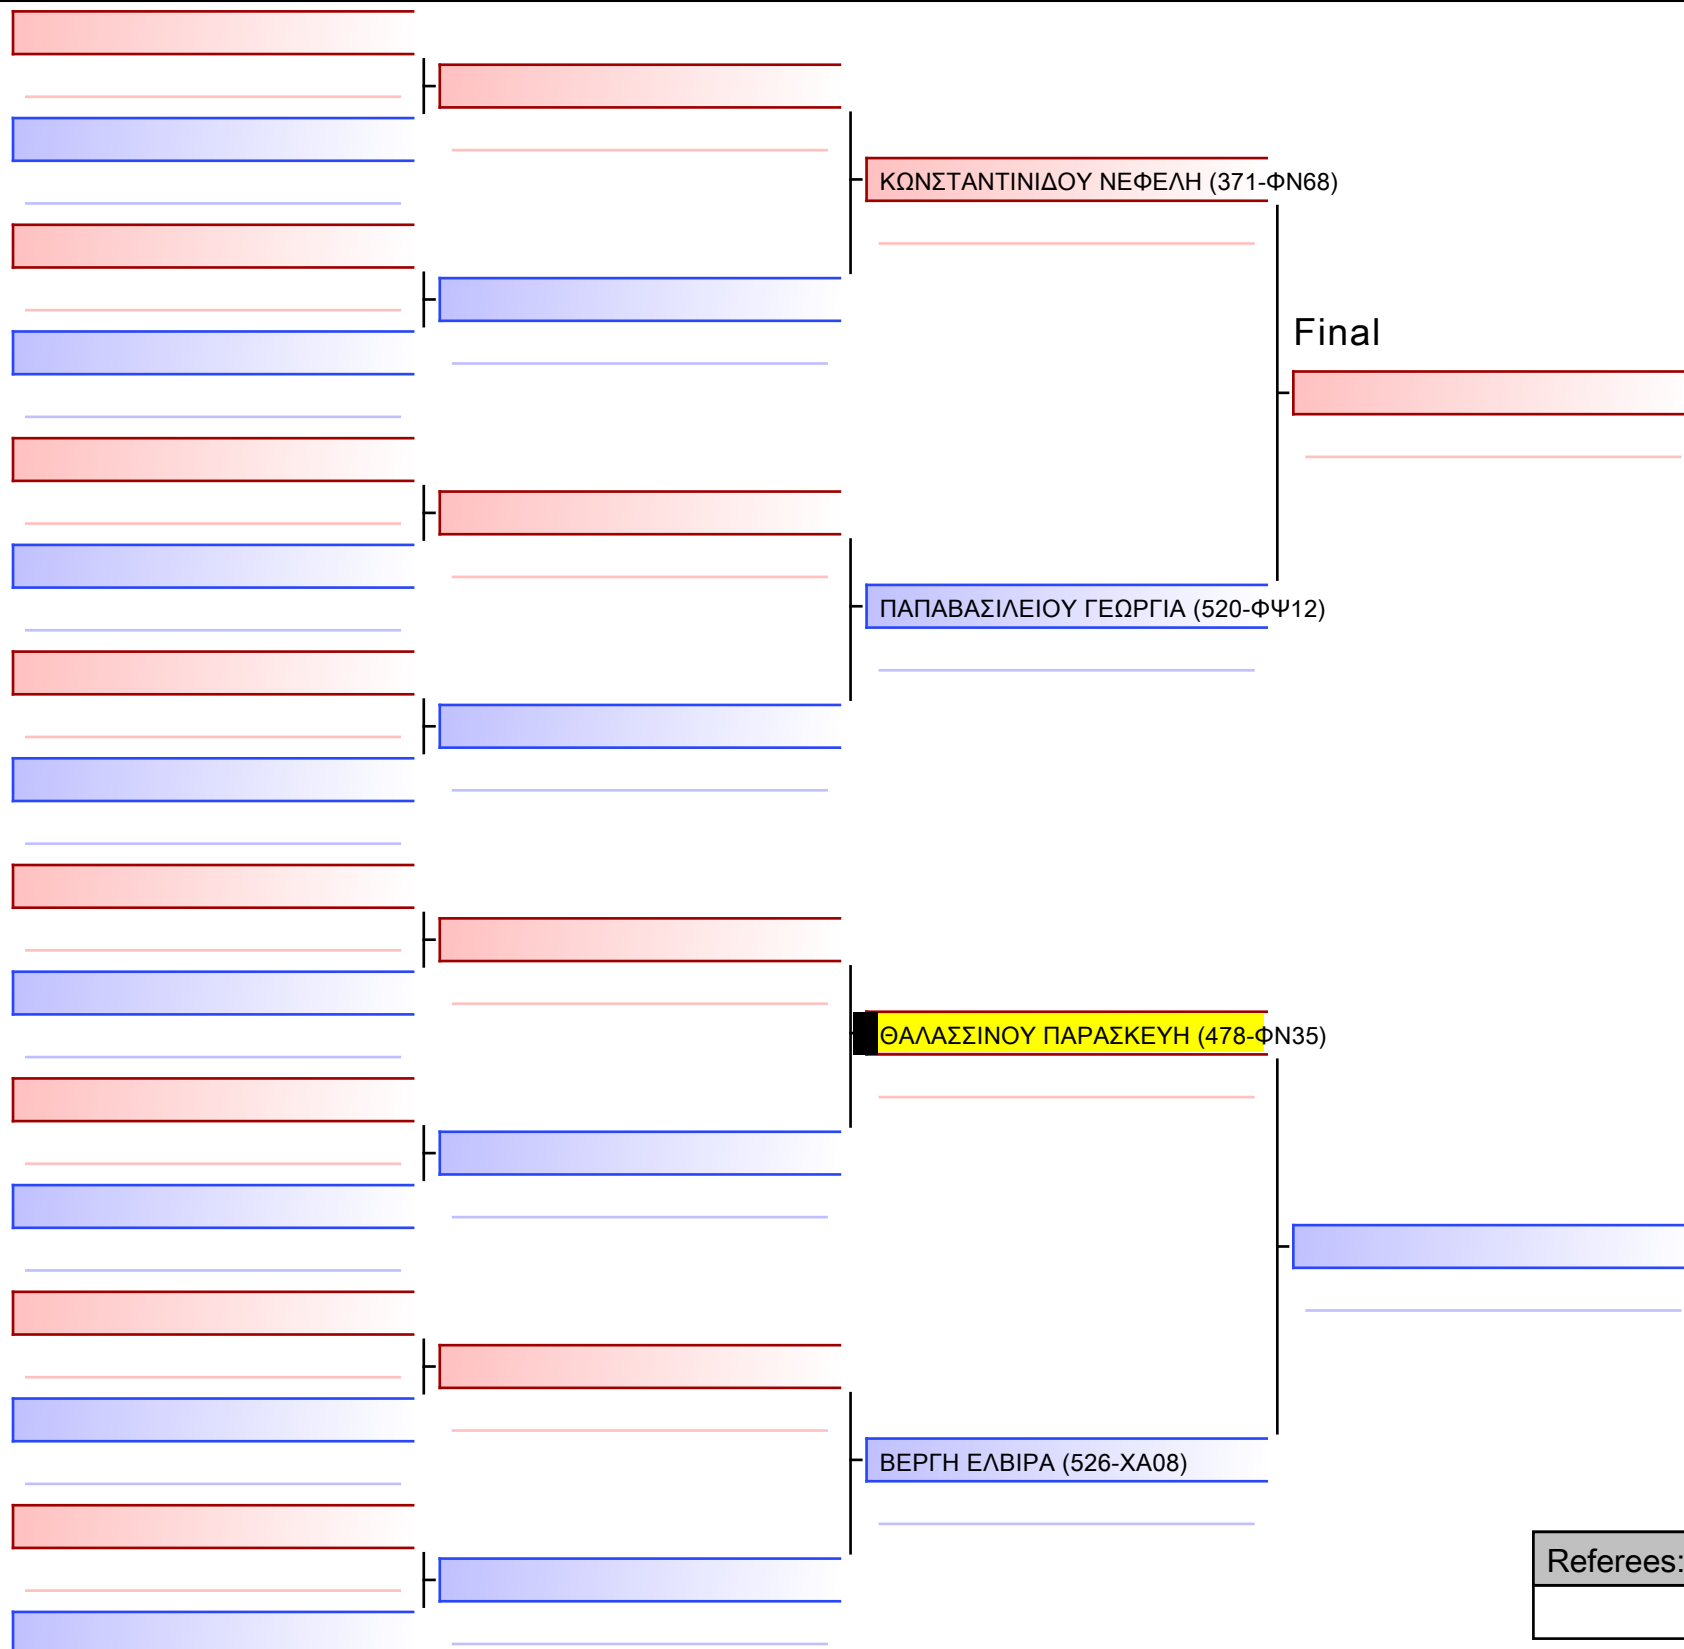 ΚΩΝΣΤΑΝΤΙΝΙΔΟΥ ΝΕΦΕΛΗ (371-ΦΝ68)
Final
ΠΑΠΑΒΑΣΙΛΕΙΟΥ ΓΕΩΡΓΙΑ (520-ΦΨ12)
ΘΑΛΑΣΣΙΝΟΥ ΠΑΡΑΣΚΕΥΗ (478-ΦΝ35)
ΒΕΡΓΗ ΕΛΒΙΡΑ (526-ΧΑ08)
Referees: